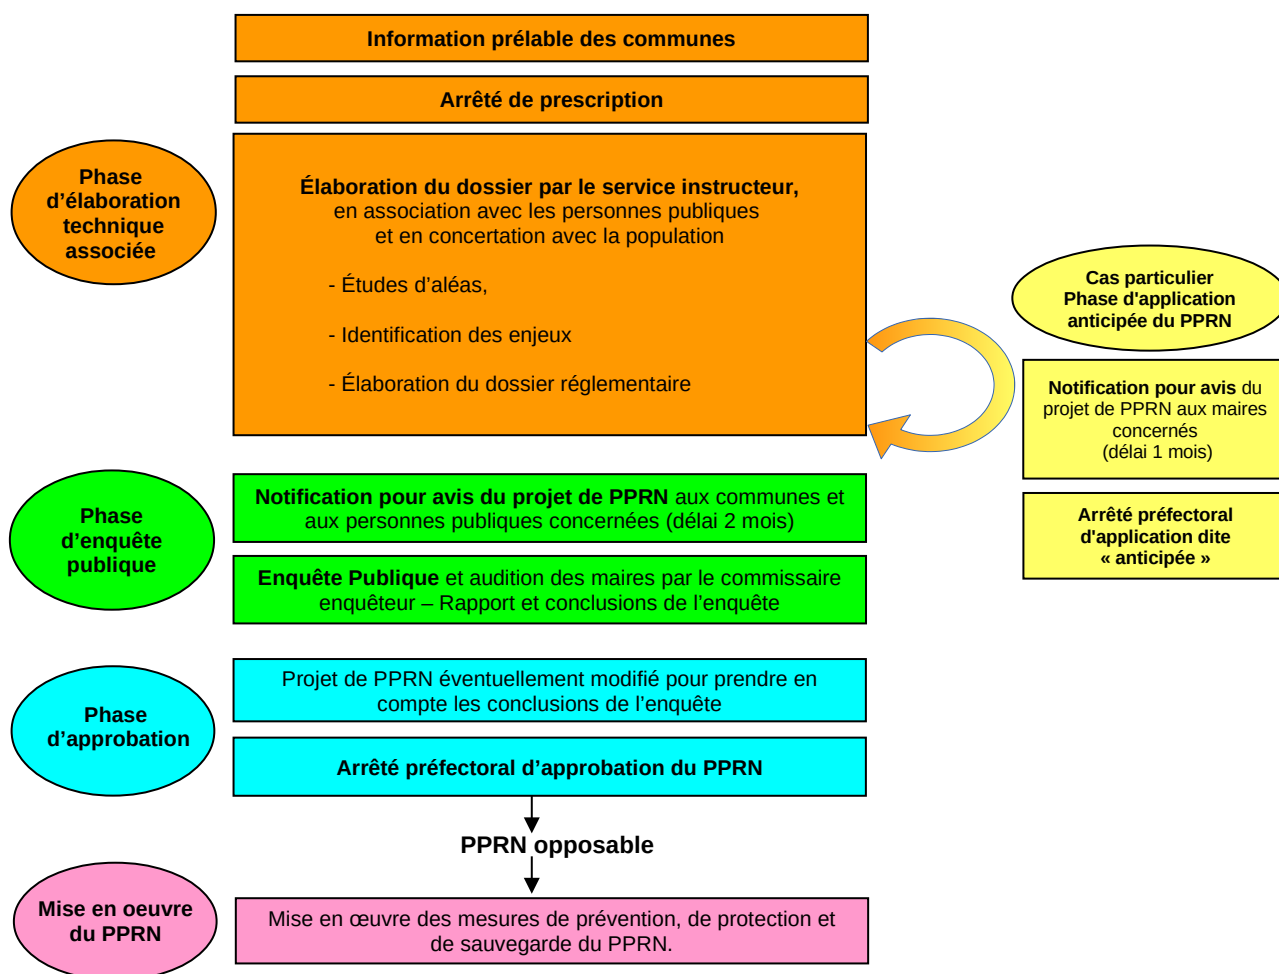 Information prélable des communes
Arrêté de prescription
Phase
d’élaboration
technique
associée
Élaboration du dossier par le service instructeur,
en association avec les personnes publiques
et en concertation avec la population
- Études d’aléas,
- Identification des enjeux
- Élaboration du dossier réglementaire
Cas particulier
Phase d'application
anticipée du PPRN
Notification pour avis du
projet de PPRN aux maires
concernés
(délai 1 mois)
Arrêté préfectoral
d'application dite
« anticipée »
Phase
d’enquête
publique
Notification pour avis du projet de PPRN aux communes et
aux personnes publiques concernées (délai 2 mois)
Enquête Publique et audition des maires par le commissaire
enquêteur – Rapport et conclusions de l’enquête
Phase
d’approbation
Projet de PPRN éventuellement modifié pour prendre en
compte les conclusions de l’enquête
Arrêté préfectoral d’approbation du PPRN
PPRN opposable
Mise en oeuvre
du PPRN
Mise en œuvre des mesures de prévention, de protection et
de sauvegarde du PPRN.